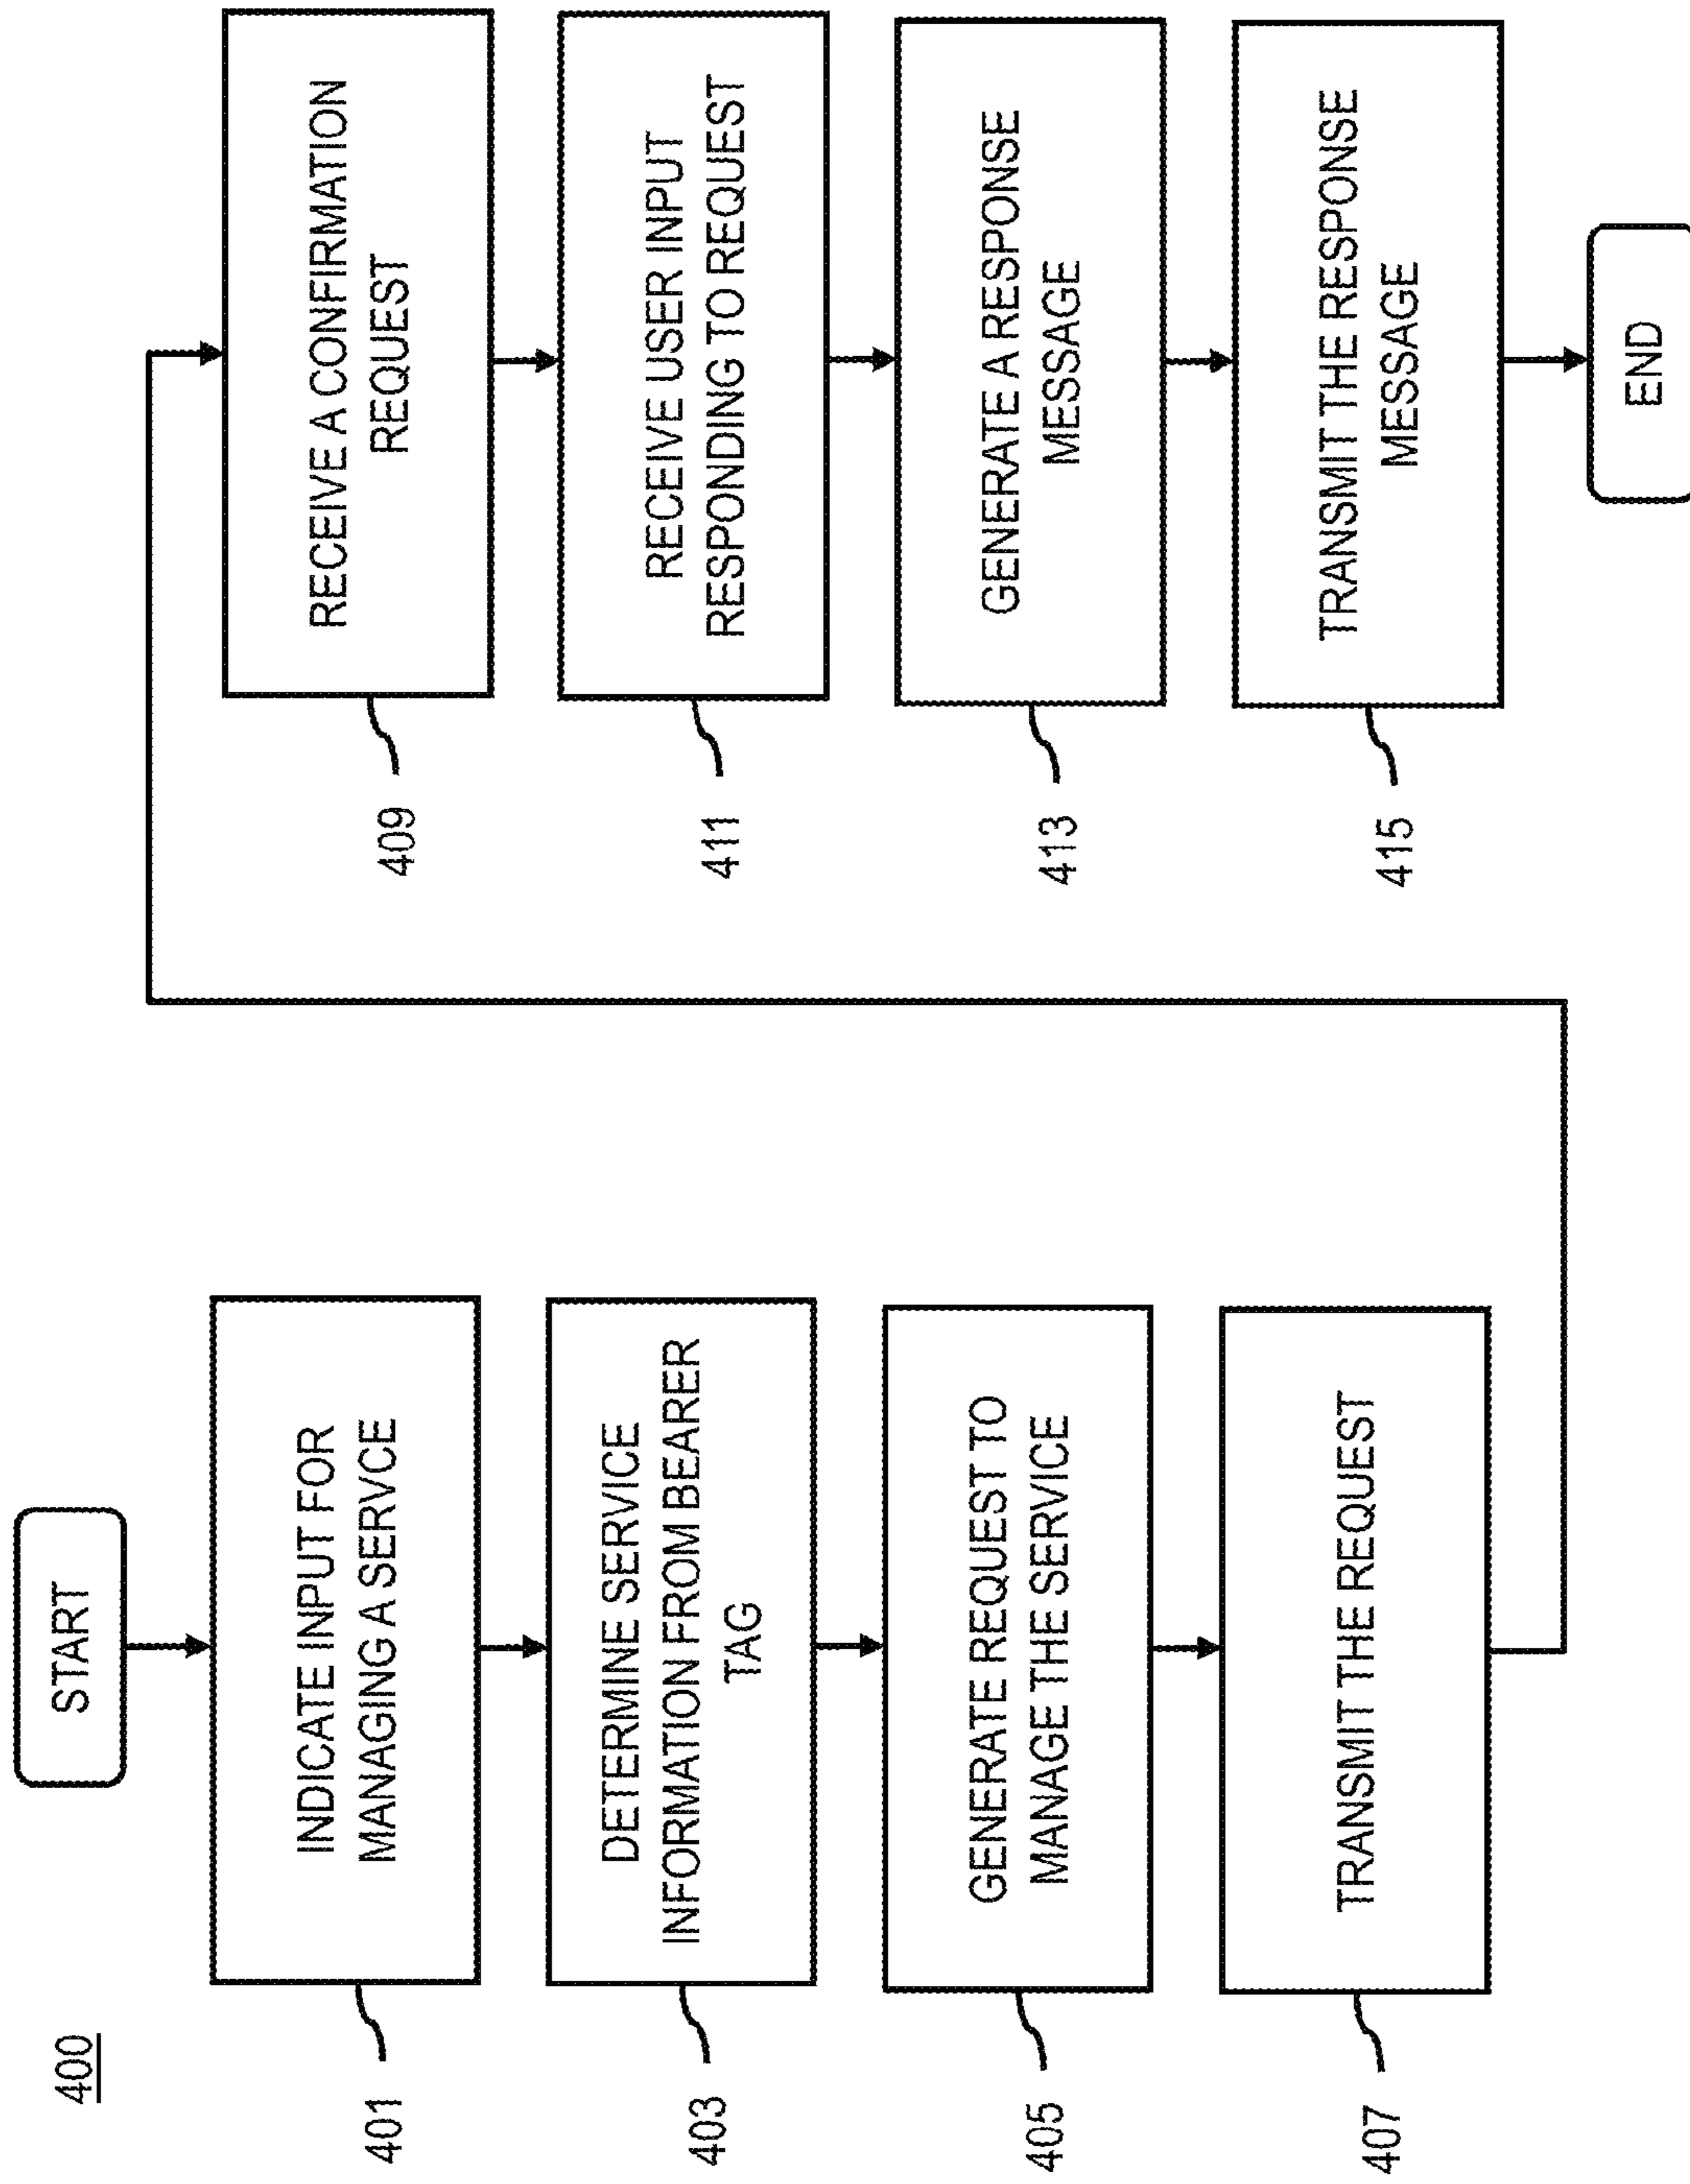 400
START
401
INDICATE INPUT FOR
MANAGING A SERVCE
403
DETERMINE SERVICE
INFORMATION FROM BEARER
TAG
405
GENERATE REQUEST TO
MANAGE THE SERVICE
407
TRANSMIT THE REQUEST
409
RECEIVE A CONFIRMATION
REQUEST
411
RECEIVE USER INPUT
RESPONDING TO REQUEST
413
GENERATE A RESPONSE
MESSAGE
415
TRANSMIT THE RESPONSE
MESSAGE
END